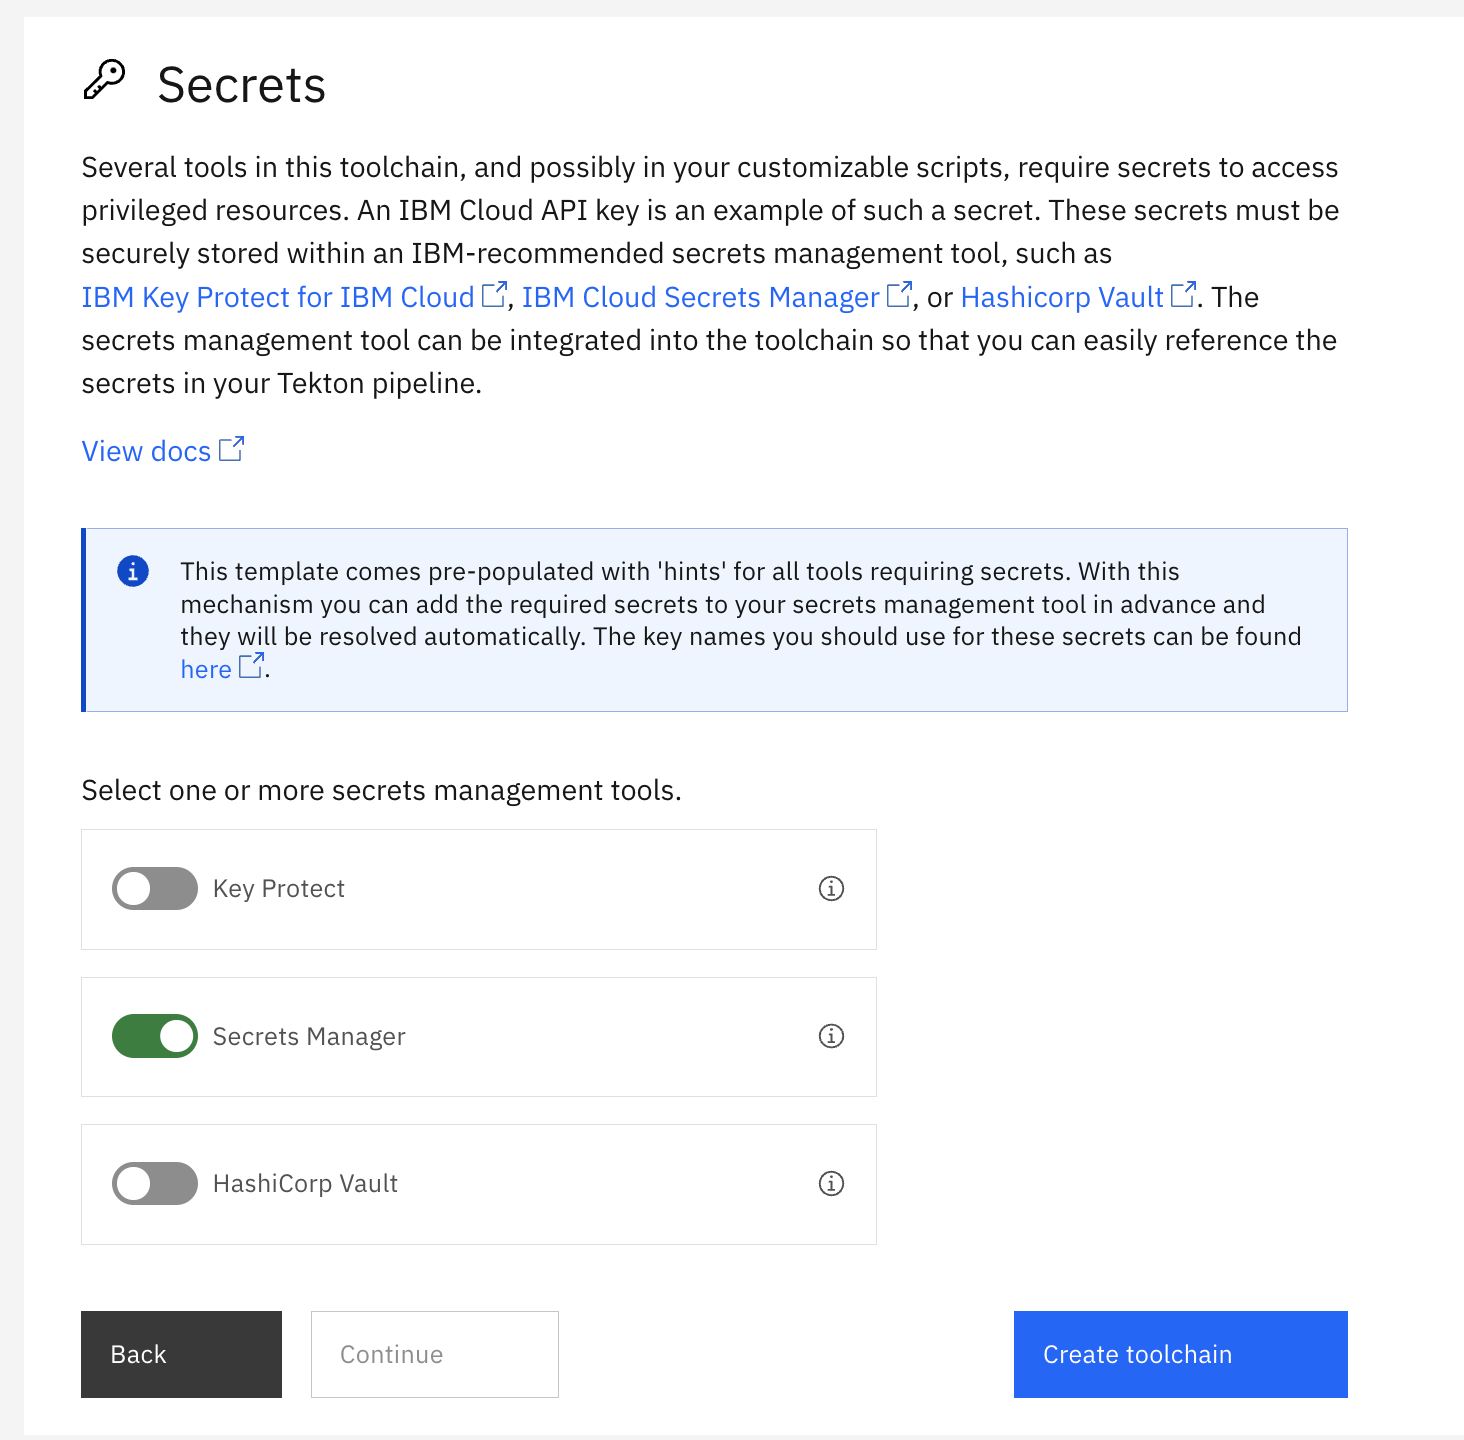 Secrets
Several tools in this toolchain, and possibly in your customizable scripts, require secrets to access
privileged resources. An IBM Cloud API key is an example of such a secret. These secrets must be
securely stored within an IBM-recommended secrets management tool, such as
IBM Key Protect for IBM Cloud, IBM Cloud Secrets Manager, or Hashicorp Vault. The
secrets management tool can be integrated into the toolchain so that you can easily reference the
secrets in your Tekton pipeline.
View docs
This template comes pre-populated with 'hints' for all tools requiring secrets. With this
mechanism you can add the required secrets to your secrets management tool in advance and
they will be resolved automatically. The key names you should use for these secrets can be found
here.
Select one or more secrets management tools.
Key Protect
Secrets Manager
HashiCorp Vault
Back
Continue
Create toolchain